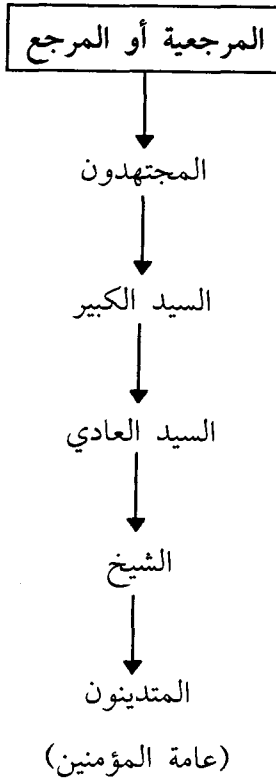 المرجعية أو المرجع
المجتهدون
السيد الكبير
السيد العادي
الشيخ
المتدينون
(عامة المؤمنين)